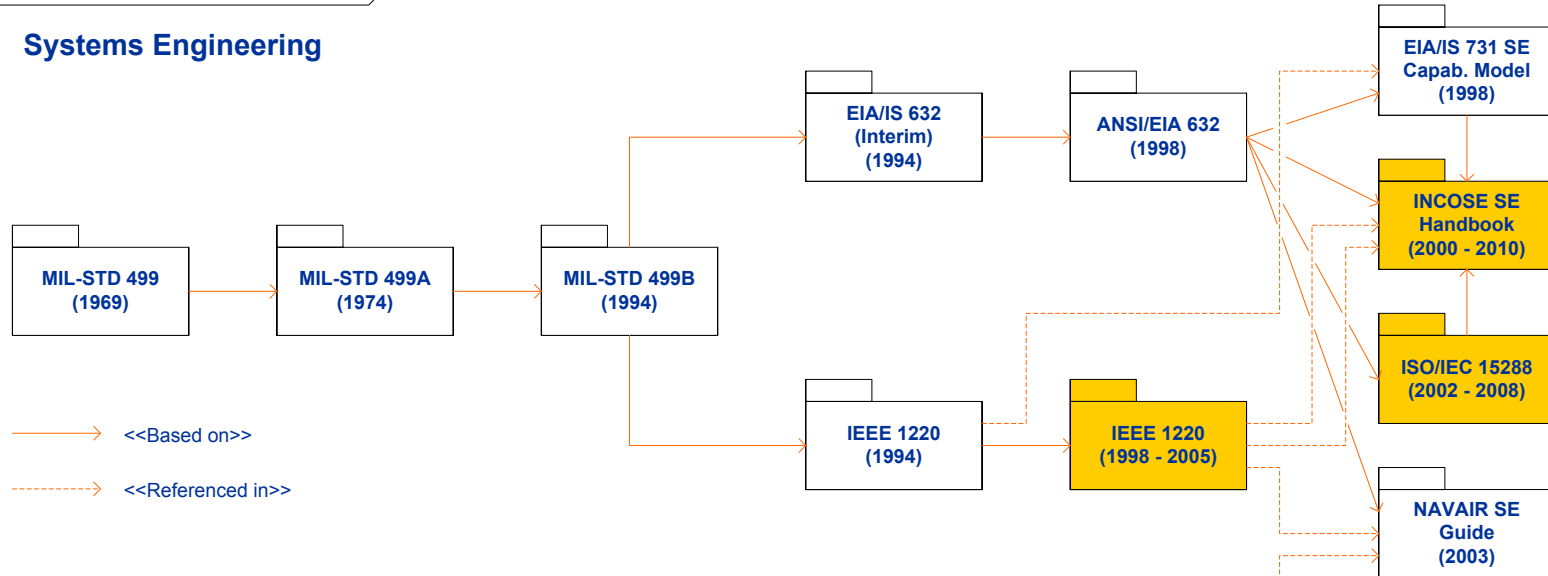 Systems Engineering
EIA/IS 731 SE
Capab. Model
(1998)
EIA/IS 632
(Interim)
(1994)
ANSI/EIA 632
(1998)
INCOSE SE
Handbook
(2000 - 2010)
MIL-STD 499
(1969)
MIL-STD 499A
(1974)
MIL-STD 499B
(1994)
ISO/IEC 15288
(2002 - 2008)
IEEE 1220
(1994)
IEEE 1220
(1998 - 2005)
<<Based on>>
<<Referenced in>>
NAVAIR SE
Guide
(2003)